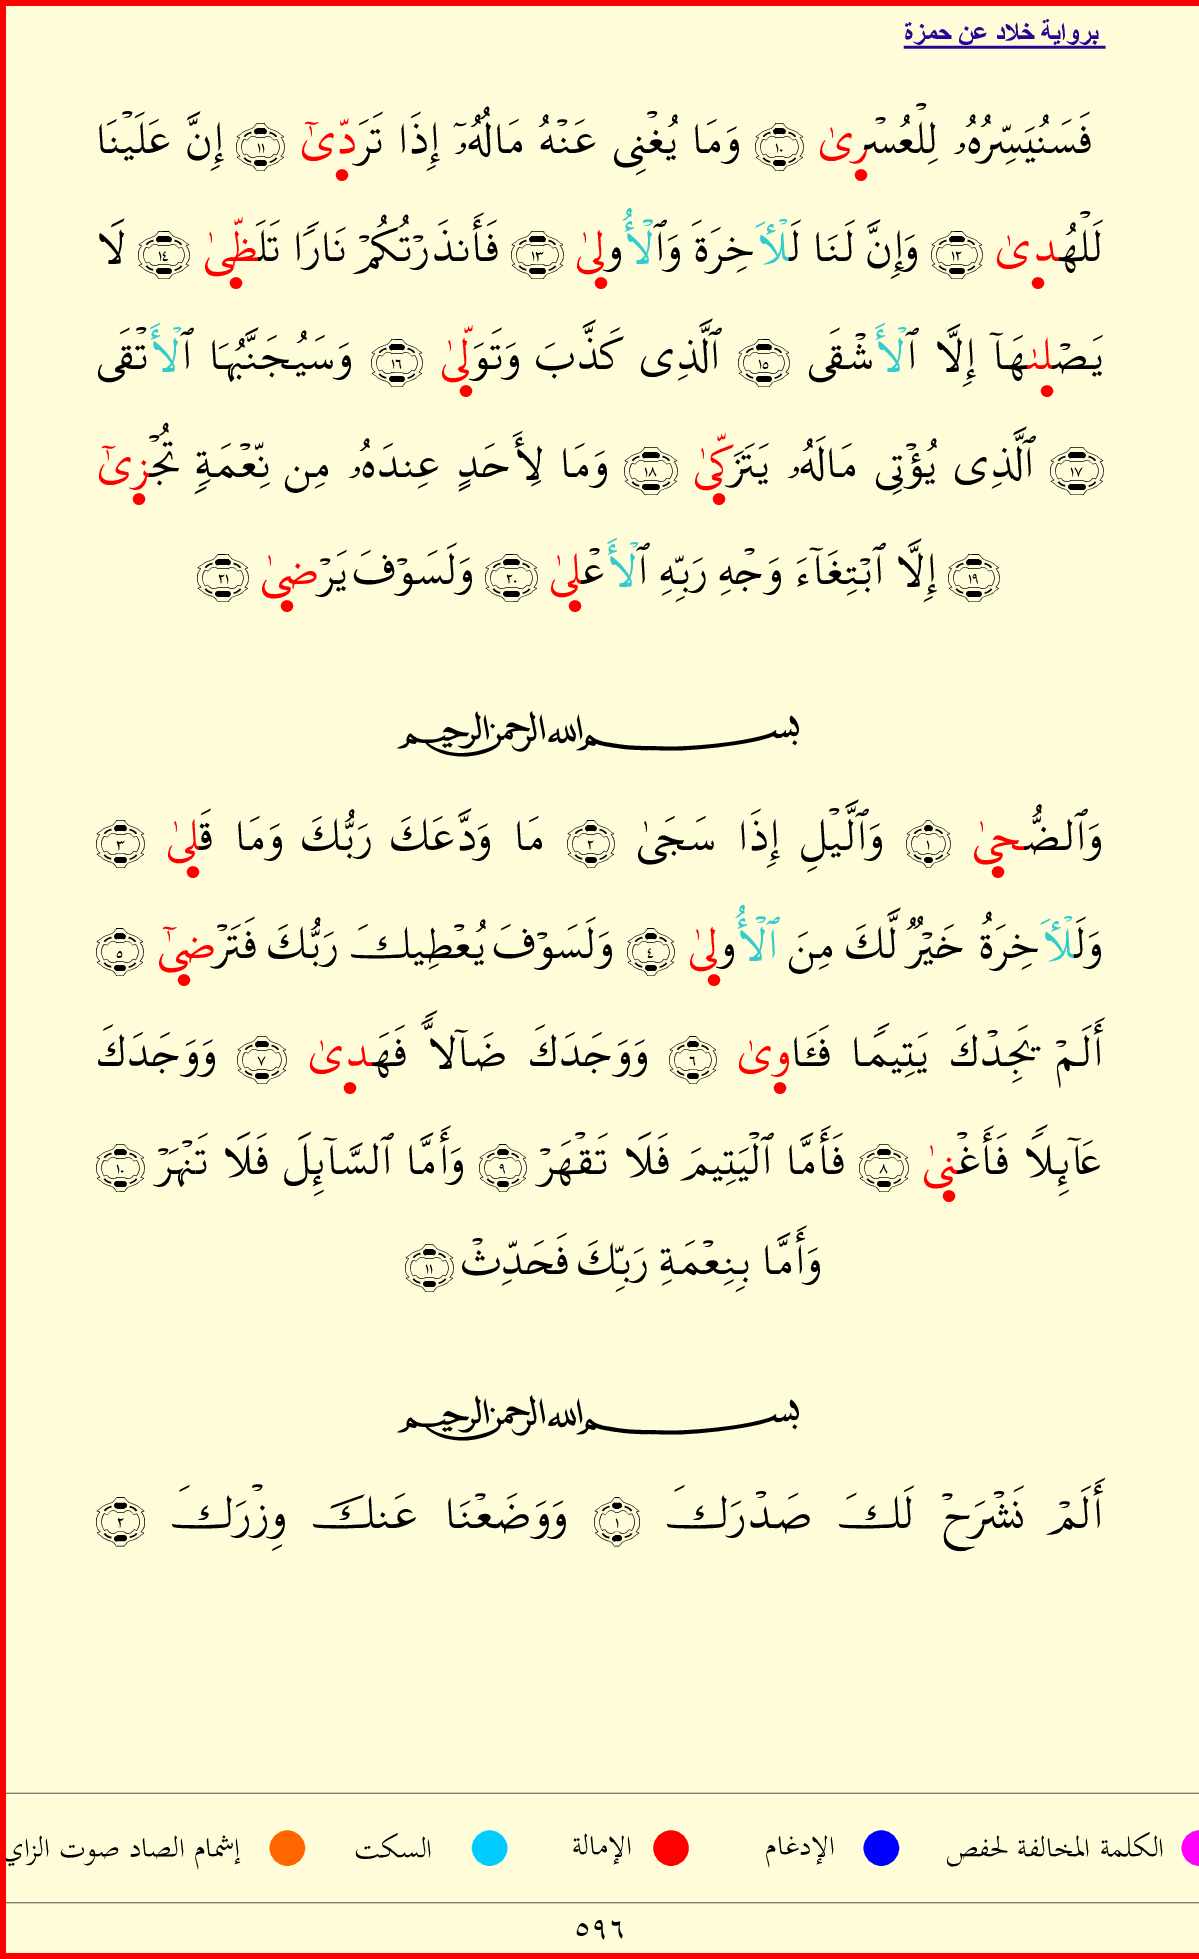 برواية خلاد عن حمزة
فَسَنُيَسِّرُهُۥ لِلْعُسْرِىٰ ١٠ وَمَا يُغْنِى عَنْهُ مَالُهُۥٓ إِذَا تَرَدِّىٰٓ ١١ إِنَّ عَلَيْنَا
لَلْهُدِىٰ ١٢ وَإِنَّ لَنَا لَلْأَخِرَةَ وَٱلْأُولِىٰ ١٣ فَأَنذَرْتُكُمْ نَارًا تَلَظِّىٰ ١٤ لَا
يَصْلِىٰهَآ إِلَّا ٱلْأَشْقَى ١٥ ٱلَّذِى كَذَّبَ وَتَوَلِّىٰ ١٦ وَسَيُجَنَّبُهَا ٱلْأَتْقَى
١٧ ٱلَّذِى يُؤْتِى مَالَهُۥ يَتَزَكِّىٰ ١٨ وَمَا لِأَحَدٍ عِندَهُۥ مِن نِّعْمَةٍ تُجْزِىٰٓ
١٩ إِلَّا ٱبْتِغَآءَ وَجْهِ رَبِّهِ ٱلْأَعْلِىٰ ٢٠ وَلَسَوْفَ يَرْضِىٰ ٢١
بسم الله الرحمن الرحيم
وَٱلضُّحِىٰ ١ وَٱلَّيْلِ إِذَا سَجَىٰ ٢ مَا وَدَّعَكَ رَبُّكَ وَمَا قَلِىٰ ٣
وَلَلْأَخِرَةُ خَيْرٌ لَّكَ مِنَ ٱلْأُولِىٰ ٤ وَلَسَوْفَ يُعْطِيكَ رَبُّكَ فَتَرْضِىٰٓ ٥
أَلَمْ يَجِدْكَ يَتِيمًا فَـَٔاوِىٰ ٦ وَوَجَدَكَ ضَآلًّا فَهَدِىٰ ٧ وَوَجَدَكَ
عَآئِلًا فَأَغْنِىٰ ٨ فَأَمَّا ٱلْيَتِيمَ فَلَا تَقْهَرْ ٩ وَأَمَّا ٱلسَّآئِلَ فَلَا تَنْهَرْ ١٠
وَأَمَّا بِنِعْمَةِ رَبِّكَ فَحَدِّثْ ١١
بسم الله الرحمن الرحيم
أَلَمْ نَشْرَحْ لَكَ صَدْرَكَ ١ وَوَضَعْنَا عَنكَ وِزْرَكَ ٢
الكلمة المخالفة لحفص الإدغام الإمالة السكت إشمام الصاد صوت الزاي
٥٩٦